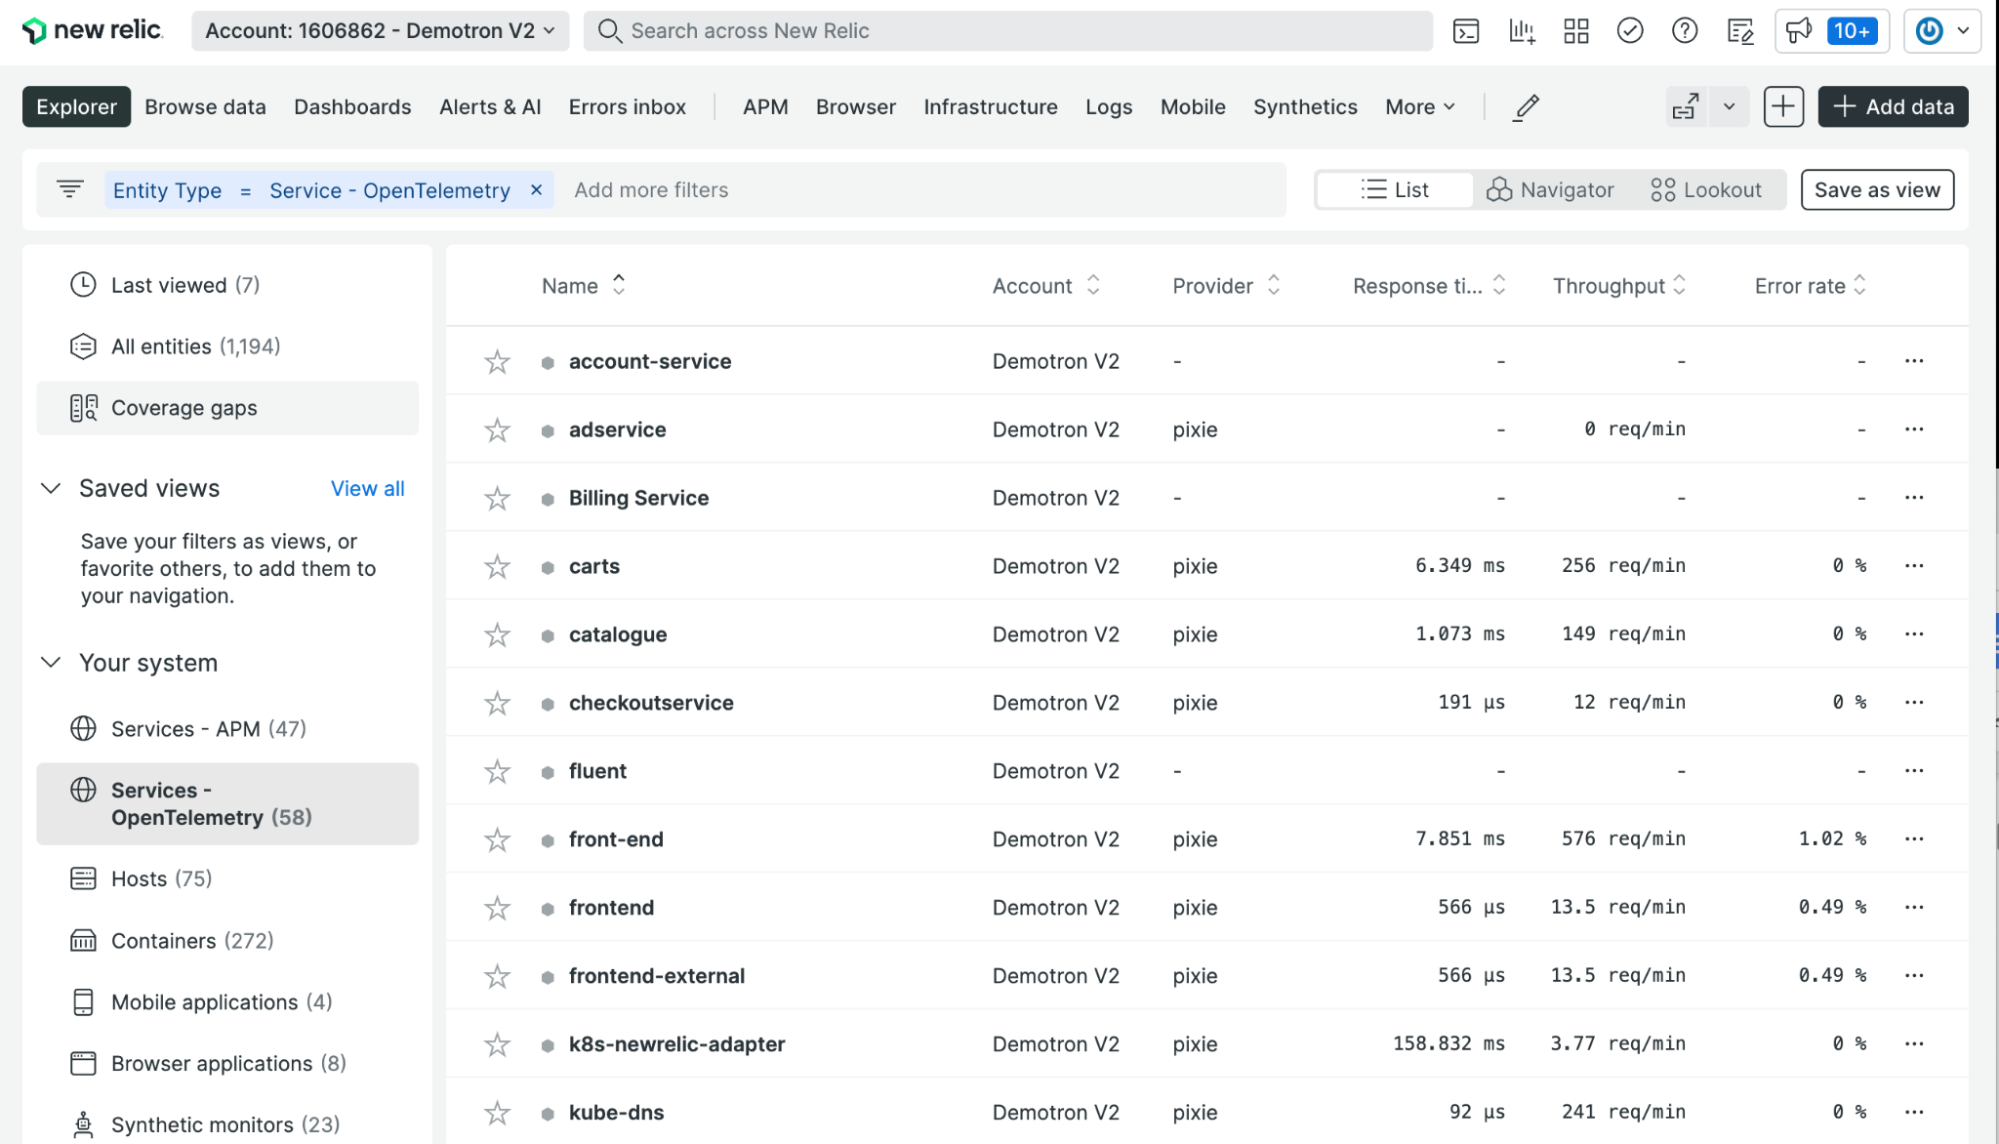 new relic.
Account: 1606862 - Demotron V2
Search across New Relic
10+
Explorer
Browse data
Dashboards
Alerts & AI
Errors inbox
APM
Browser
Infrastructure
Logs
Mobile
Synthetics
More
+ Add data
Entity Type = Service - OpenTelemetry ×
Add more filters
List
Navigator
Lookout
Save as view
Last viewed (7)
All entities (1,194)
Coverage gaps
Saved views
View all
Save your filters as views, or
favorite others, to add them to
your navigation.
Your system
Services - APM (47)
Services -
OpenTelemetry (58)
Hosts (75)
Containers (272)
Mobile applications (4)
Browser applications (8)
Synthetic monitors (23)
Name Account Provider Response ti... Throughput Error rate
account-service Demotron V2 - - - - ...
adservice Demotron V2 pixie - 0 req/min - ...
Billing Service Demotron V2 - - - - ...
carts Demotron V2 pixie 6.349 ms 256 req/min 0 % ...
catalogue Demotron V2 pixie 1.073 ms 149 req/min 0 % ...
checkoutservice Demotron V2 pixie 191 µs 12 req/min 0 % ...
fluent Demotron V2 - - - - ...
front-end Demotron V2 pixie 7.851 ms 576 req/min 1.02 % ...
frontend Demotron V2 pixie 566 µs 13.5 req/min 0.49 % ...
frontend-external Demotron V2 pixie 566 µs 13.5 req/min 0.49 % ...
k8s-newrelic-adapter Demotron V2 pixie 158.832 ms 3.77 req/min 0 % ...
kube-dns Demotron V2 pixie 92 µs 241 req/min 0 % ...